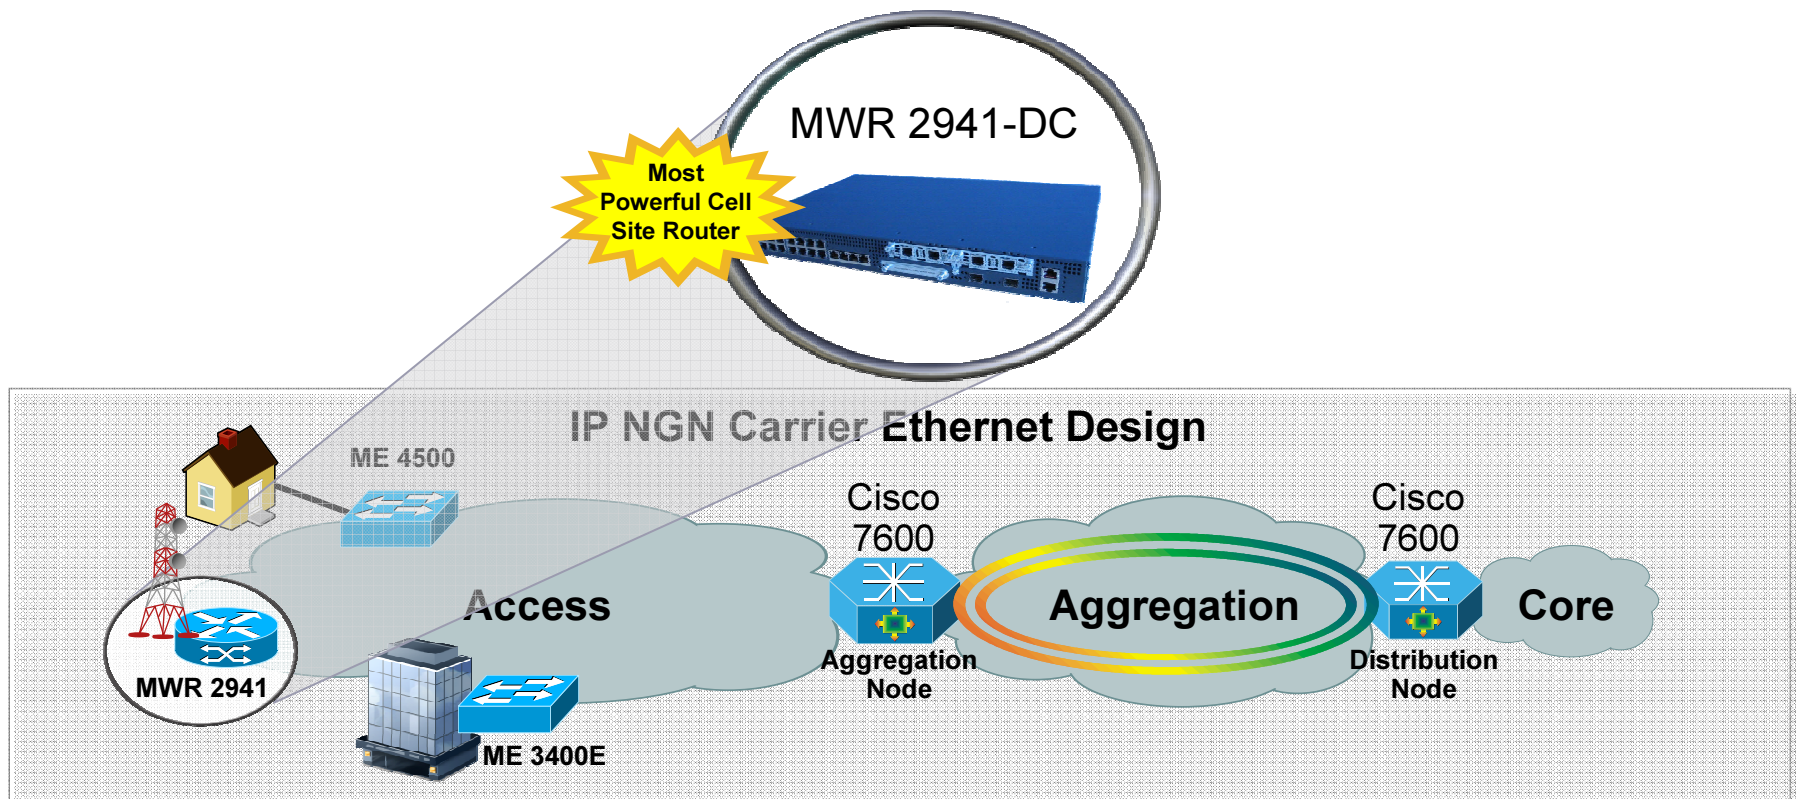 MWR 2941-DC
Most
Powerful Cell
Site Router
IP NGN Carrier Ethernet Design
ME 4500
Cisco
7600
Cisco
7600
Access
Aggregation
Core
Aggregation
Node
Distribution
Node
MWR 2941
ME 3400E